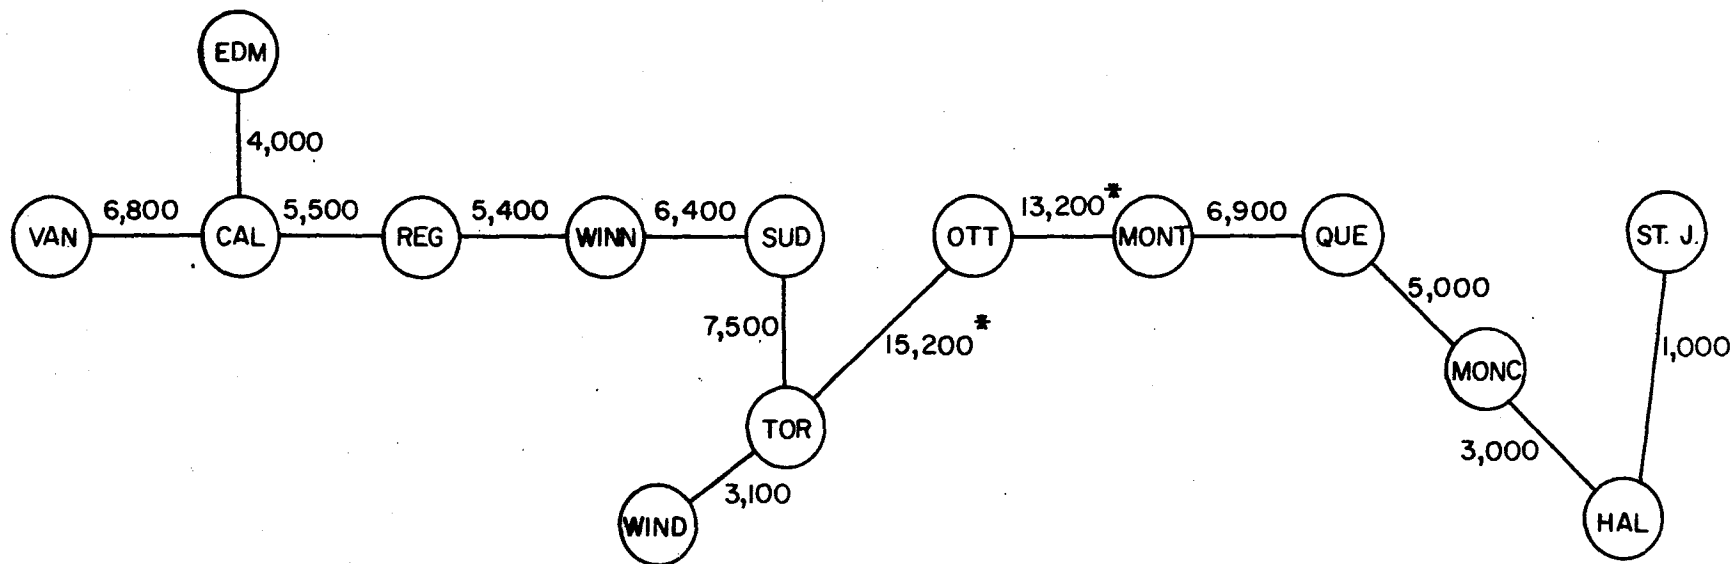 EDM
4,000
6,800 5,500 5,400 6,400 13,200* 6,900
VAN CAL REG WINN SUD OTT MONT QUE ST. J.
5,000
7,500 15,200* 1,000
MONC
TOR
3,000
3,100
WIND HAL